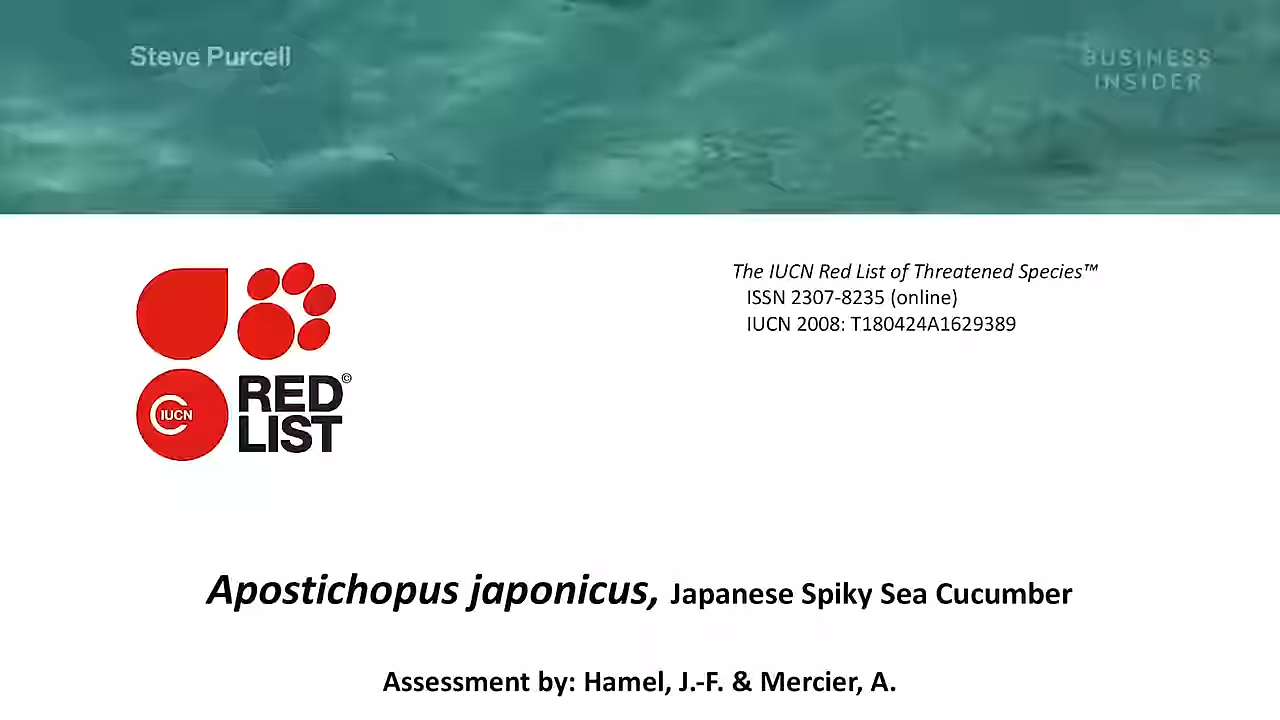 Steve Purcell
BUSINESS
INSIDER
The IUCN Red List of Threatened Species™
ISSN 2307-8235 (online)
IUCN 2008: T180424A1629389
IUCN
RED©
LIST
Apostichopus japonicus, Japanese Spiky Sea Cucumber
Assessment by: Hamel, J.-F. & Mercier, A.